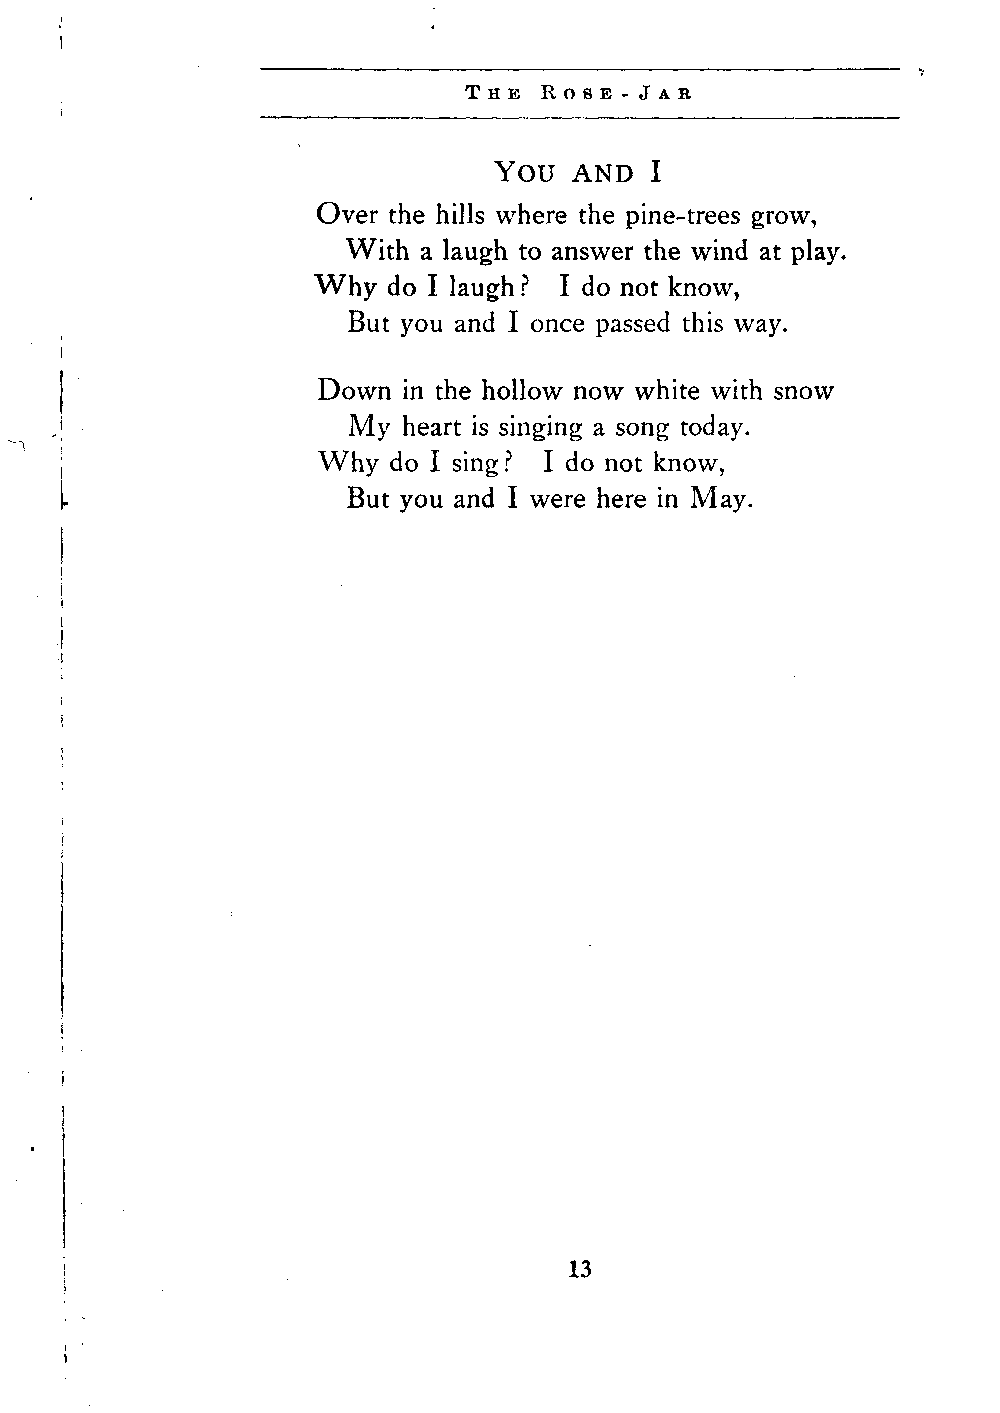 THE ROSE-JAR
YOU AND I
Over the hills where the pine-trees grow,
With a laugh to answer the wind at play.
Why do I laugh? I do not know,
But you and I once passed this way.
Down in the hollow now white with snow
My heart is singing a song today.
Why do I sing? I do not know,
But you and I were here in May.
13